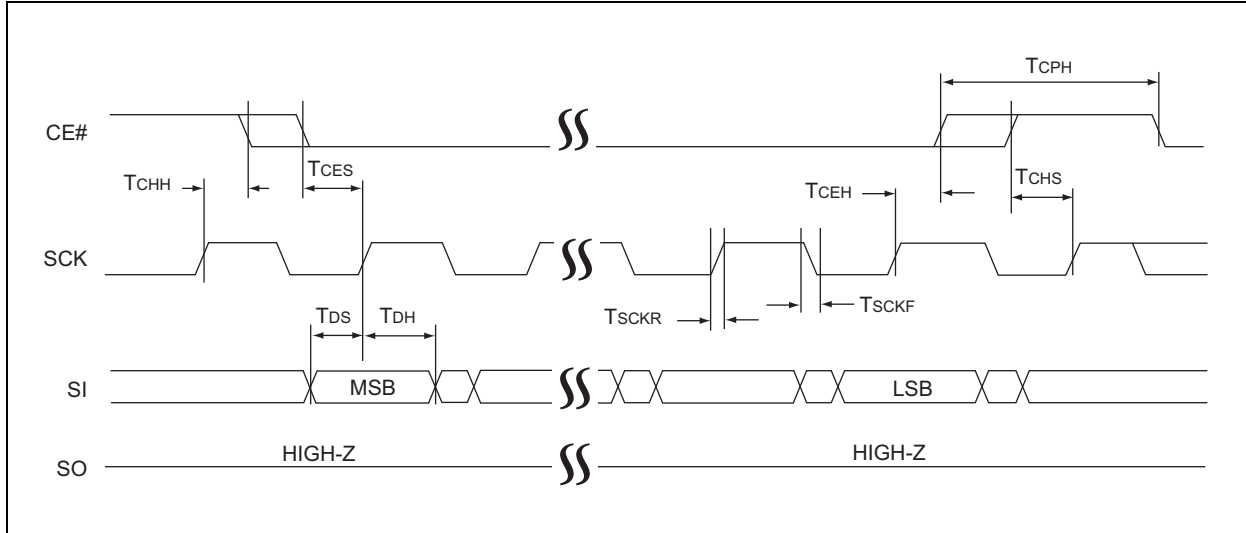 TCPH
CE#
TCES
TCHH
TCEH
TCHS
SCK
TDS
TDH
TSCKR
TSCKF
SI
MSB
LSB
HIGH-Z
HIGH-Z
SO